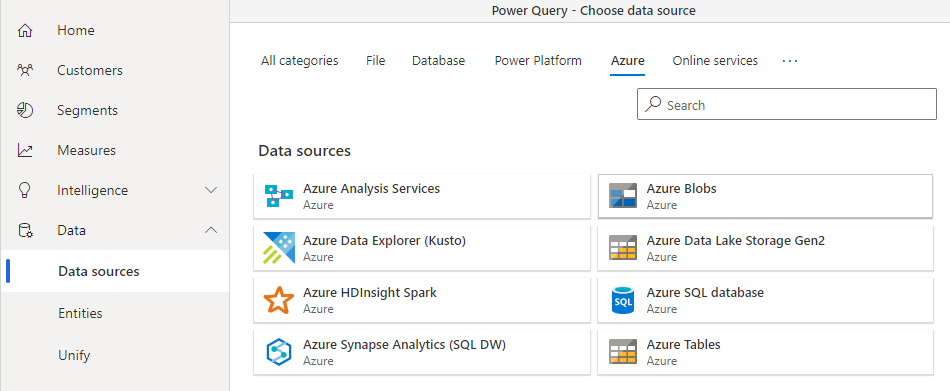 Power Query - Choose data source
Home
Customers
Segments
Measures
Intelligence
Data
Data sources
Entities
Unify
All categories File Database Power Platform Azure Online services ...
Search
Data sources
Azure Analysis Services
Azure
Azure Blobs
Azure
Azure Data Explorer (Kusto)
Azure
Azure Data Lake Storage Gen2
Azure
Azure HDInsight Spark
Azure
SQL
Azure SQL database
Azure
Azure Synapse Analytics (SQL DW)
Azure
Azure Tables
Azure